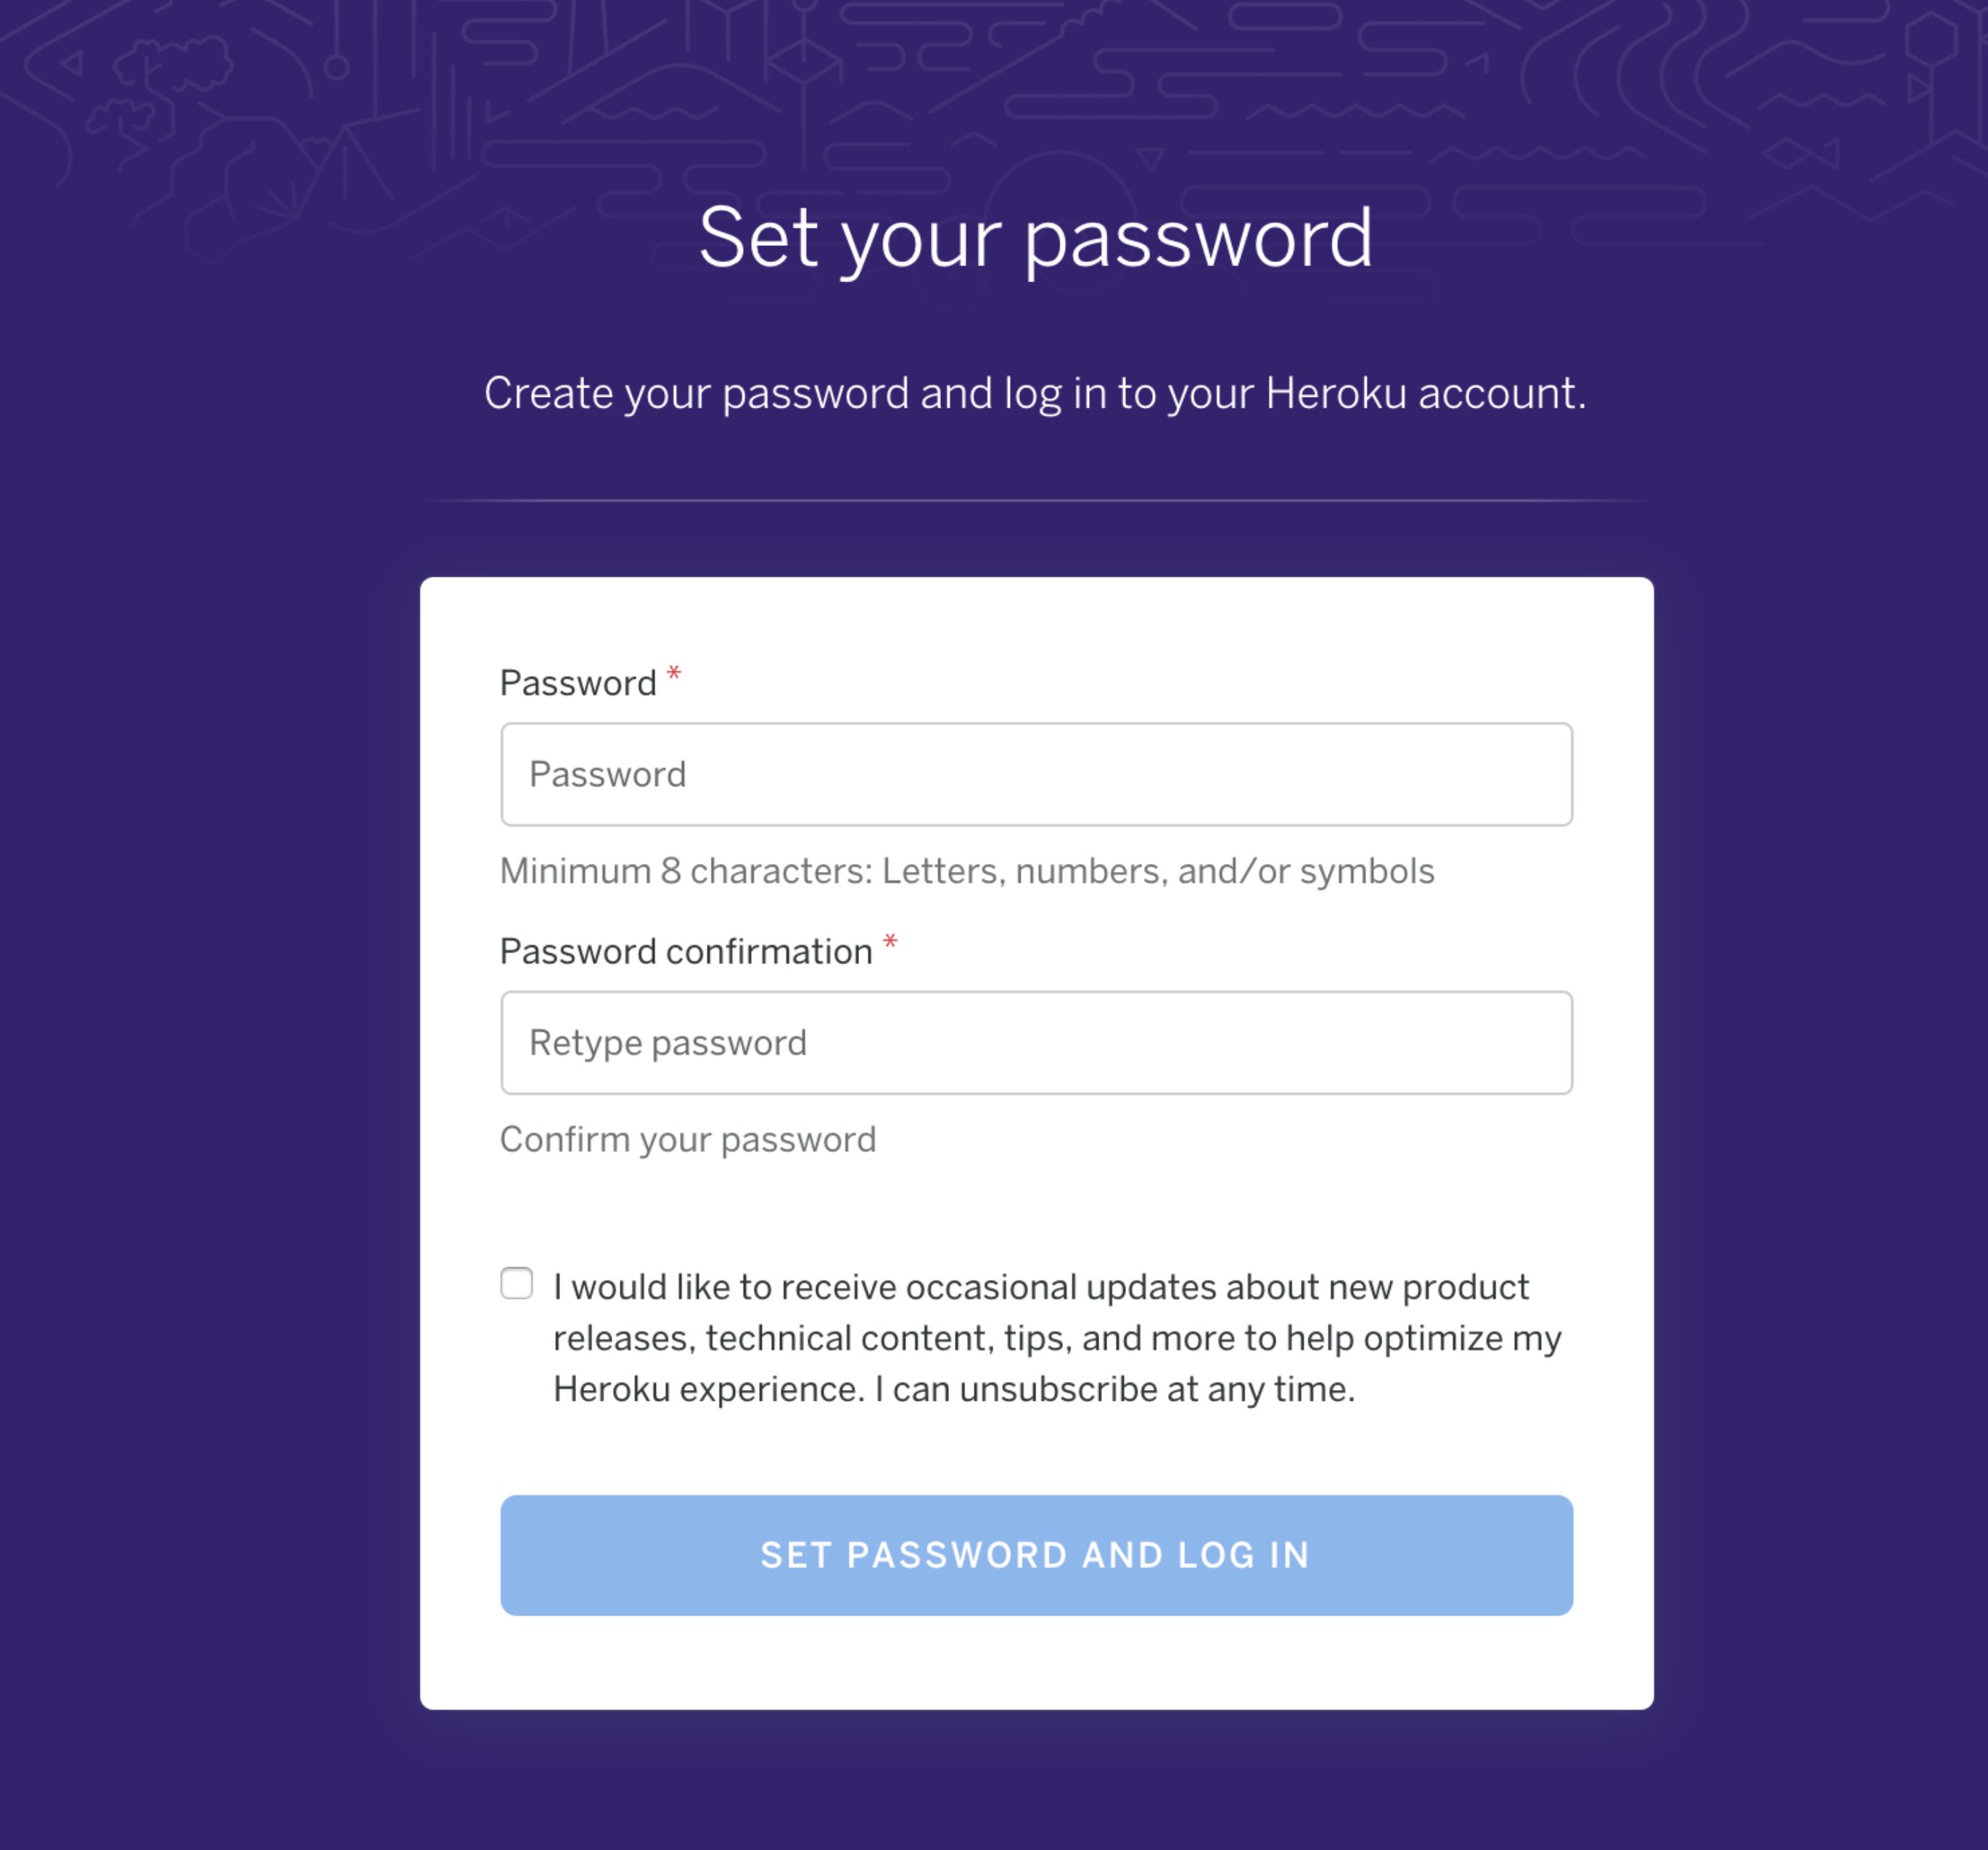 Set your password
Create your password and log in to your Heroku account.
Password *
Password
Minimum 8 characters: Letters, numbers, and/or symbols
Password confirmation *
Retype password
Confirm your password
I would like to receive occasional updates about new product
releases, technical content, tips, and more to help optimize my
Heroku experience. I can unsubscribe at any time.
SET PASSWORD AND LOG IN